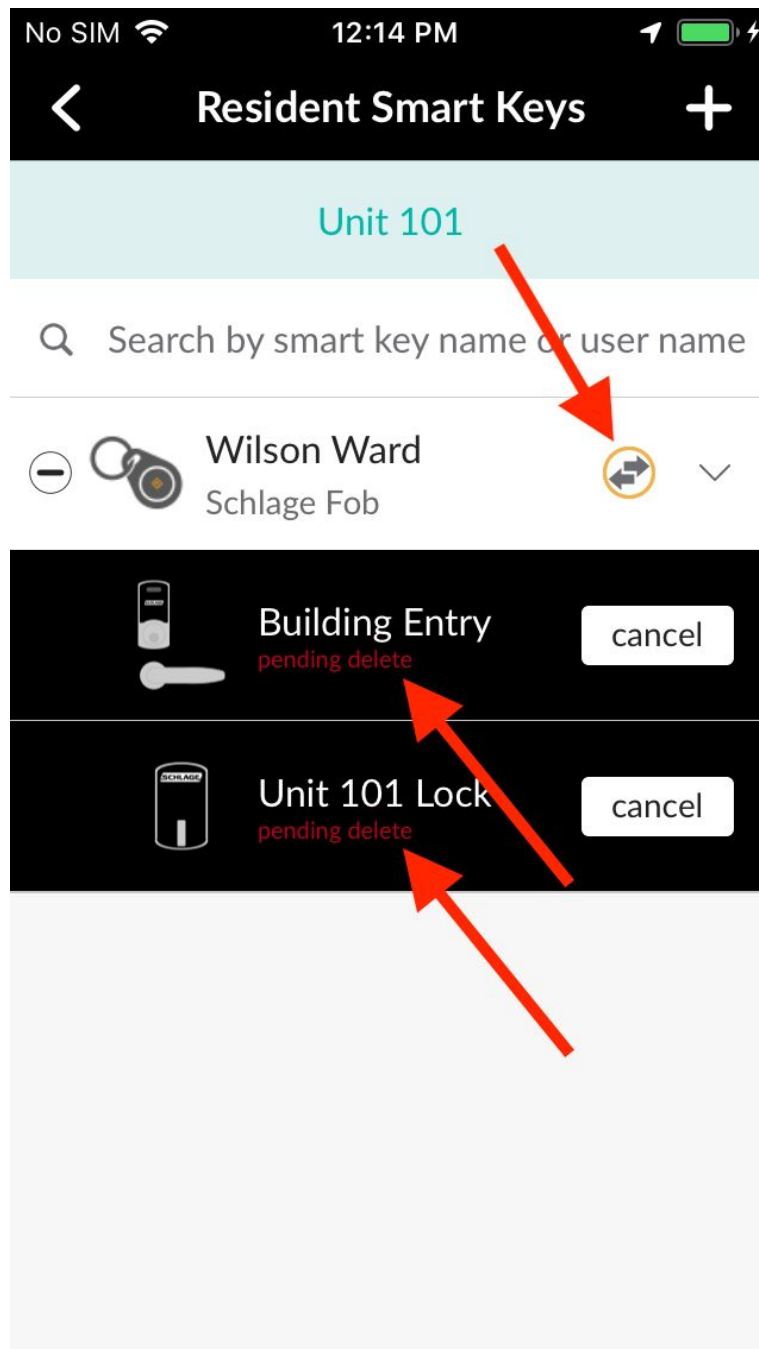 No SIM 12:14 PM
Resident Smart Keys
Unit 101
Search by smart key name or user name
Wilson Ward
Schlage Fob
Building Entry
pending delete
cancel
SCHLAGE
Unit 101 Lock
pending delete
cancel